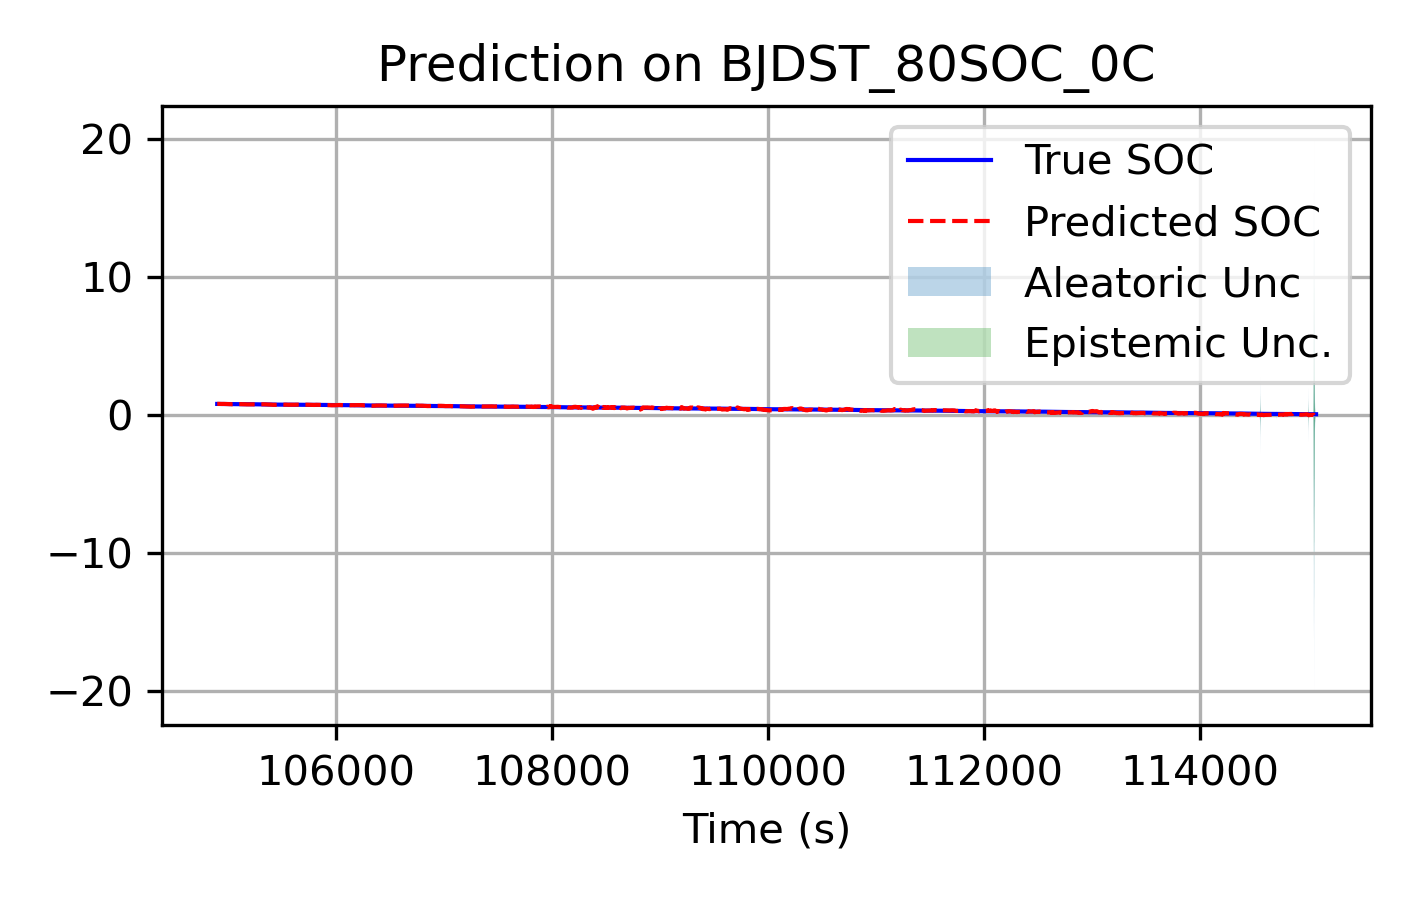 Prediction on BJDST_80SOC_0C
20
10
0
−10
−20
True SOC
Predicted SOC
Aleatoric Unc
Epistemic Unc.
106000 108000 110000 112000 114000
Time (s)